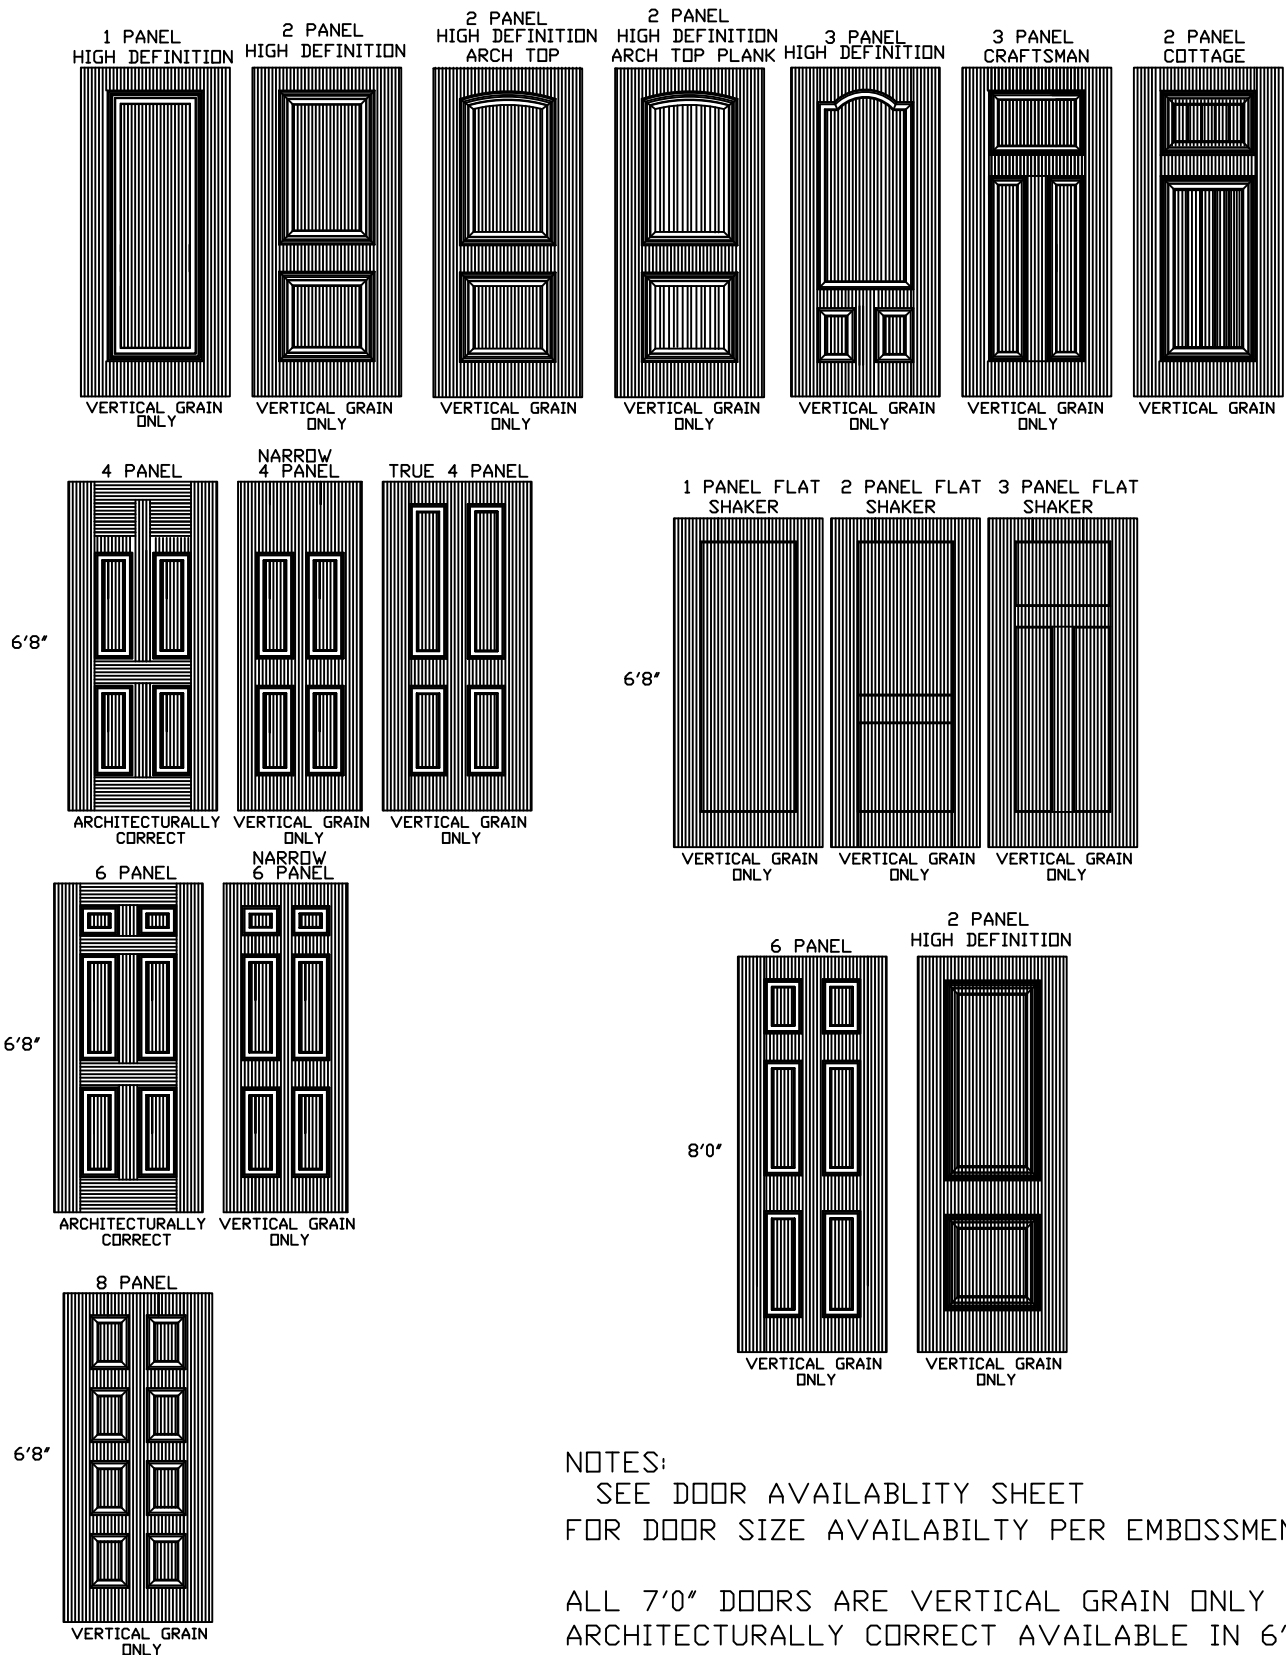 1 PANEL
HIGH DEFINITION
2 PANEL
HIGH DEFINITION
2 PANEL
HIGH DEFINITION
ARCH TOP
2 PANEL
HIGH DEFINITION
ARCH TOP PLANK
3 PANEL
HIGH DEFINITION
3 PANEL
CRAFTSMAN
2 PANEL
COTTAGE
VERTICAL GRAIN
ONLY
VERTICAL GRAIN
ONLY
VERTICAL GRAIN
ONLY
VERTICAL GRAIN
ONLY
VERTICAL GRAIN
ONLY
VERTICAL GRAIN
ONLY
VERTICAL GRAIN
4 PANEL
NARROW
4 PANEL
TRUE 4 PANEL
6'8"
ARCHITECTURALLY
CORRECT
VERTICAL GRAIN
ONLY
VERTICAL GRAIN
ONLY
1 PANEL FLAT
SHAKER
2 PANEL FLAT
SHAKER
3 PANEL FLAT
SHAKER
6'8"
VERTICAL GRAIN
ONLY
VERTICAL GRAIN
ONLY
VERTICAL GRAIN
ONLY
6 PANEL
NARROW
6 PANEL
6'8"
ARCHITECTURALLY
CORRECT
VERTICAL GRAIN
ONLY
6 PANEL
2 PANEL
HIGH DEFINITION
8'0"
VERTICAL GRAIN
ONLY
VERTICAL GRAIN
ONLY
8 PANEL
6'8"
VERTICAL GRAIN
ONLY
NOTES:
SEE DOOR AVAILABLITY SHEET
FOR DOOR SIZE AVAILABILTY PER EMBOSSMEN
ALL 7'0" DOORS ARE VERTICAL GRAIN ONLY
ARCHITECTURALLY CORRECT AVAILABLE IN 6'